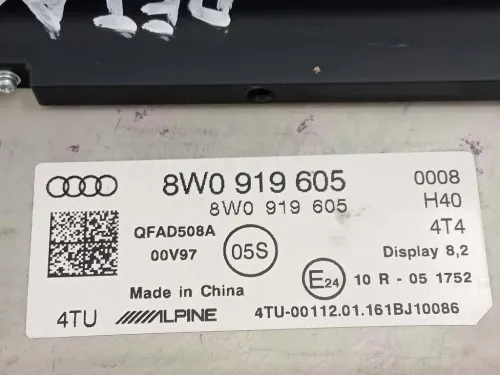 8W0 919 605 0008
8W0 919 605 H40
QFAD508A 4T4
00V97 05S Display 8,2
Made in China E24 10 R - 05 1752
4TU ALPINE 4TU-00112.01.161BJ10086